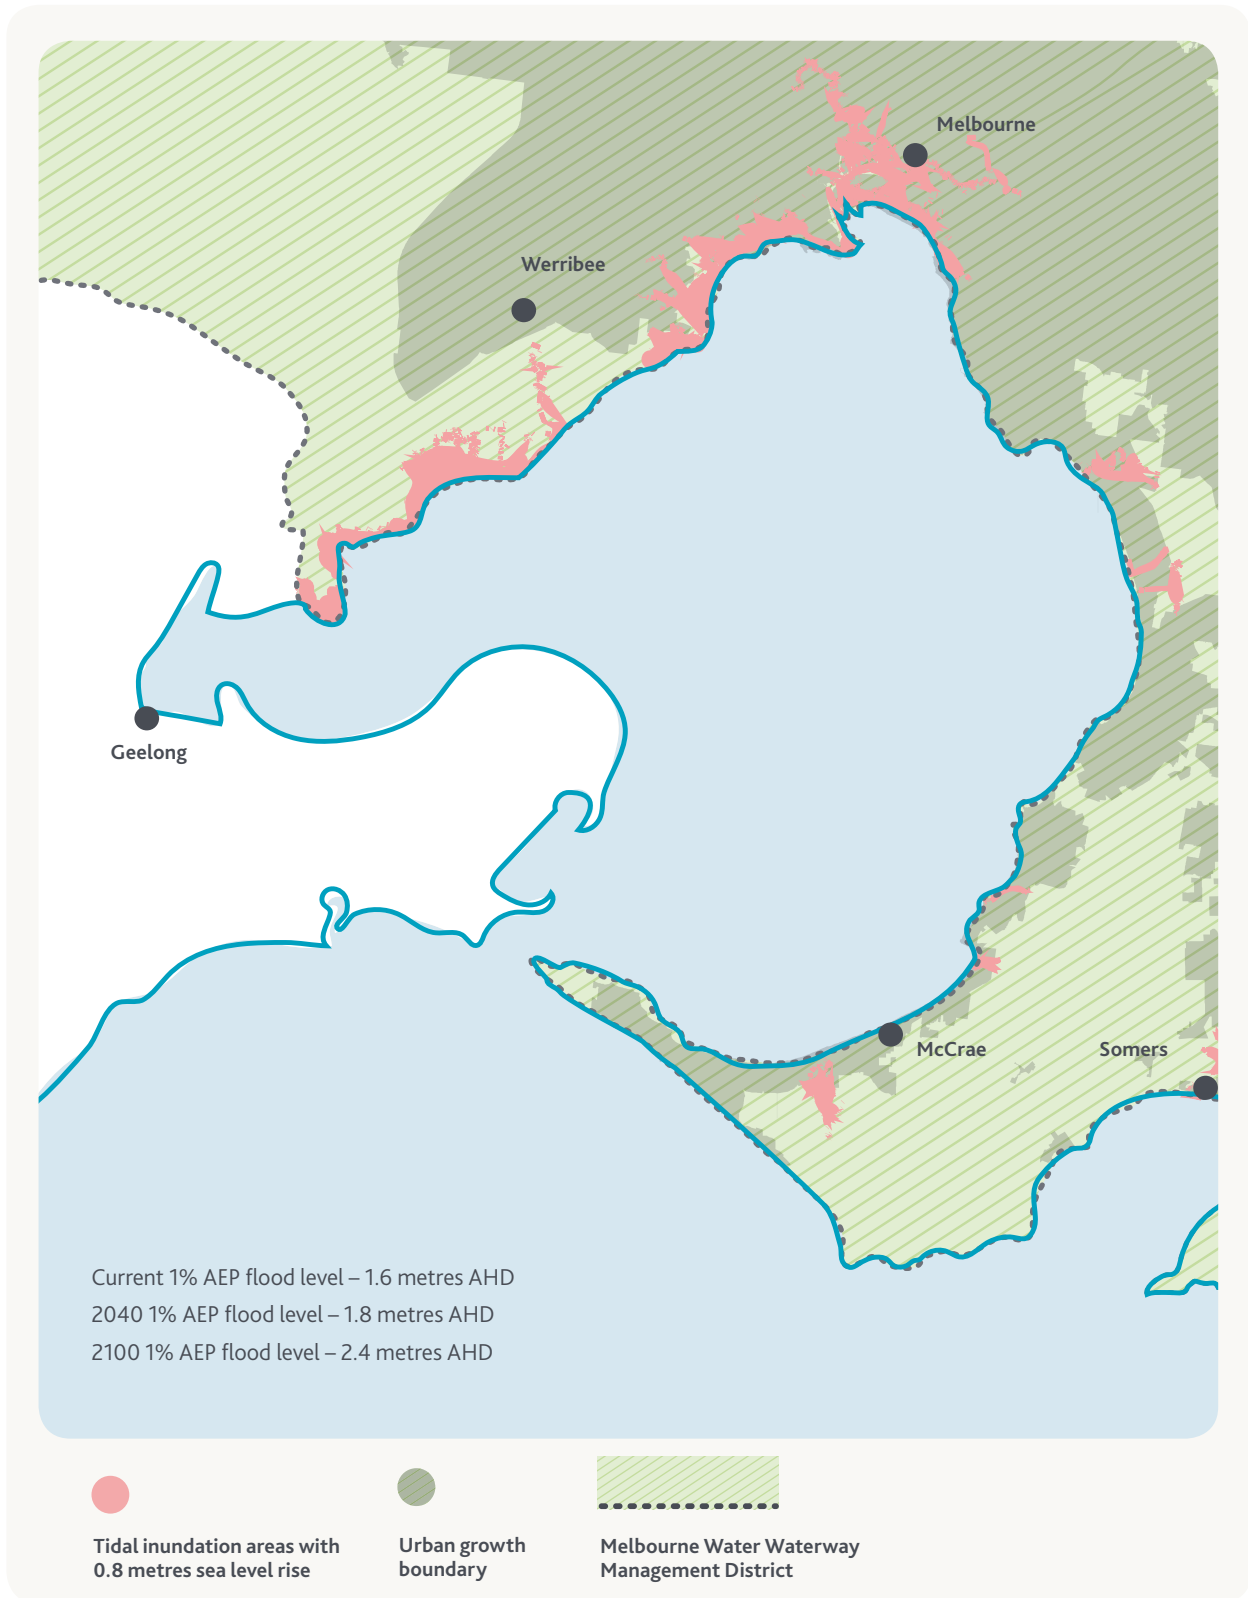 Melbourne
Werribee
Geelong
McCrae
Somers
Current 1% AEP flood level – 1.6 metres AHD
2040 1% AEP flood level – 1.8 metres AHD
2100 1% AEP flood level – 2.4 metres AHD
Tidal inundation areas with
0.8 metres sea level rise
Urban growth
boundary
Melbourne Water Waterway
Management District